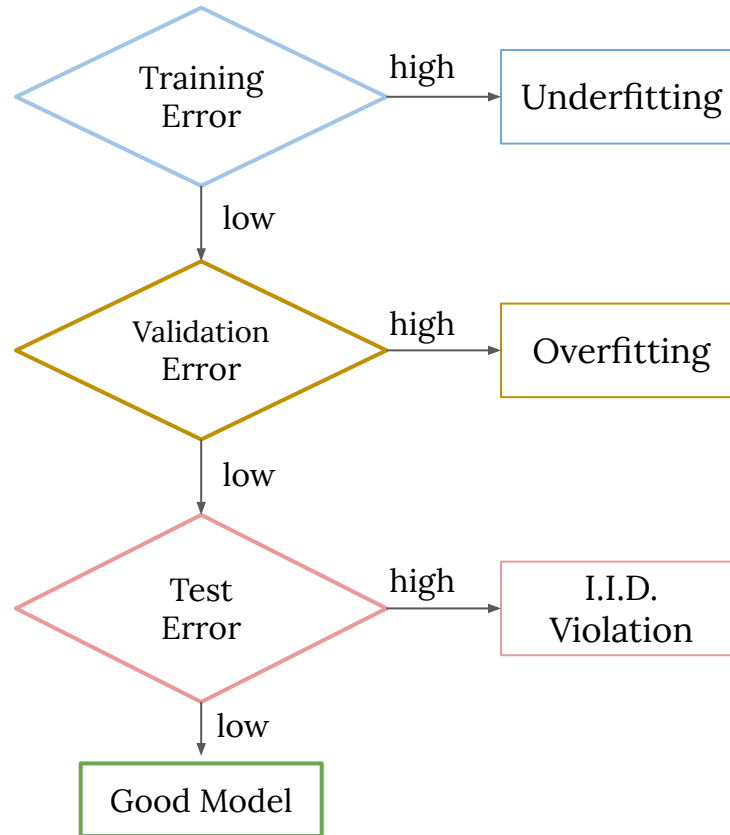 Training
Error
high
Underfitting
low
Validation
Error
high
Overfitting
low
Test
Error
high
I.I.D.
Violation
low
Good Model